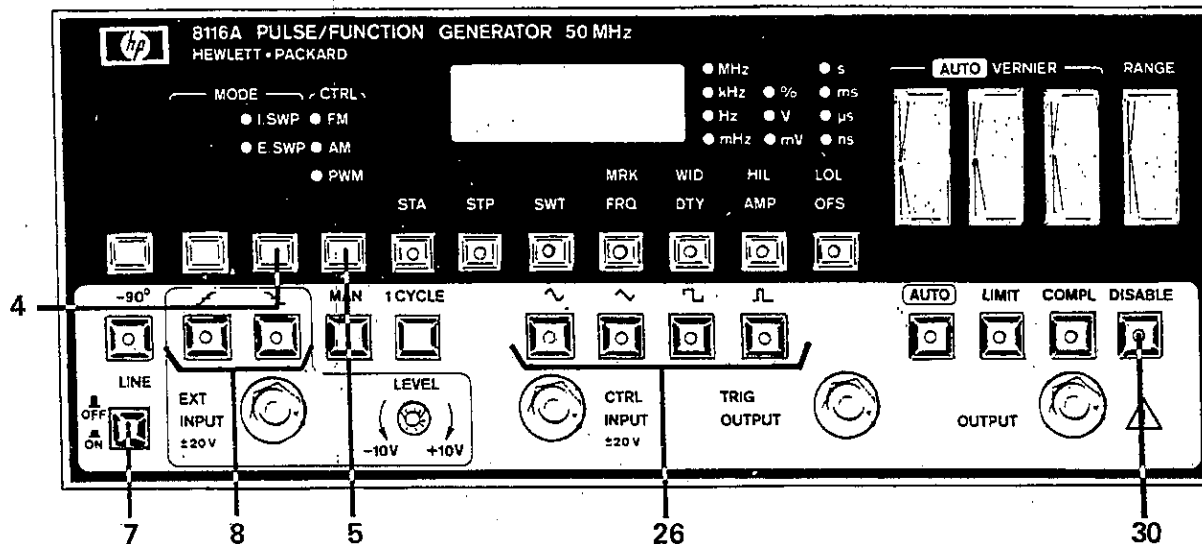 hp
8116A PULSE/FUNCTION GENERATOR 50 MHz
HEWLETT • PACKARD
MODE CTRL
I.SWP FM
E.SWP AM
PWM
MHz s
kHz % ms
Hz V µs
mHz mV ns
AUTO VERNIER RANGE
MRK WID HIL LOL
STA STP SWT FRQ DTY AMP OFS
4
-90° MAN 1 CYCLE AUTO LIMIT COMPL DISABLE
LINE
OFF
ON
EXT
INPUT
±20V
LEVEL
-10V +10V
CTRL
INPUT
±20V
TRIG
OUTPUT
OUTPUT
7 8 5 26 30